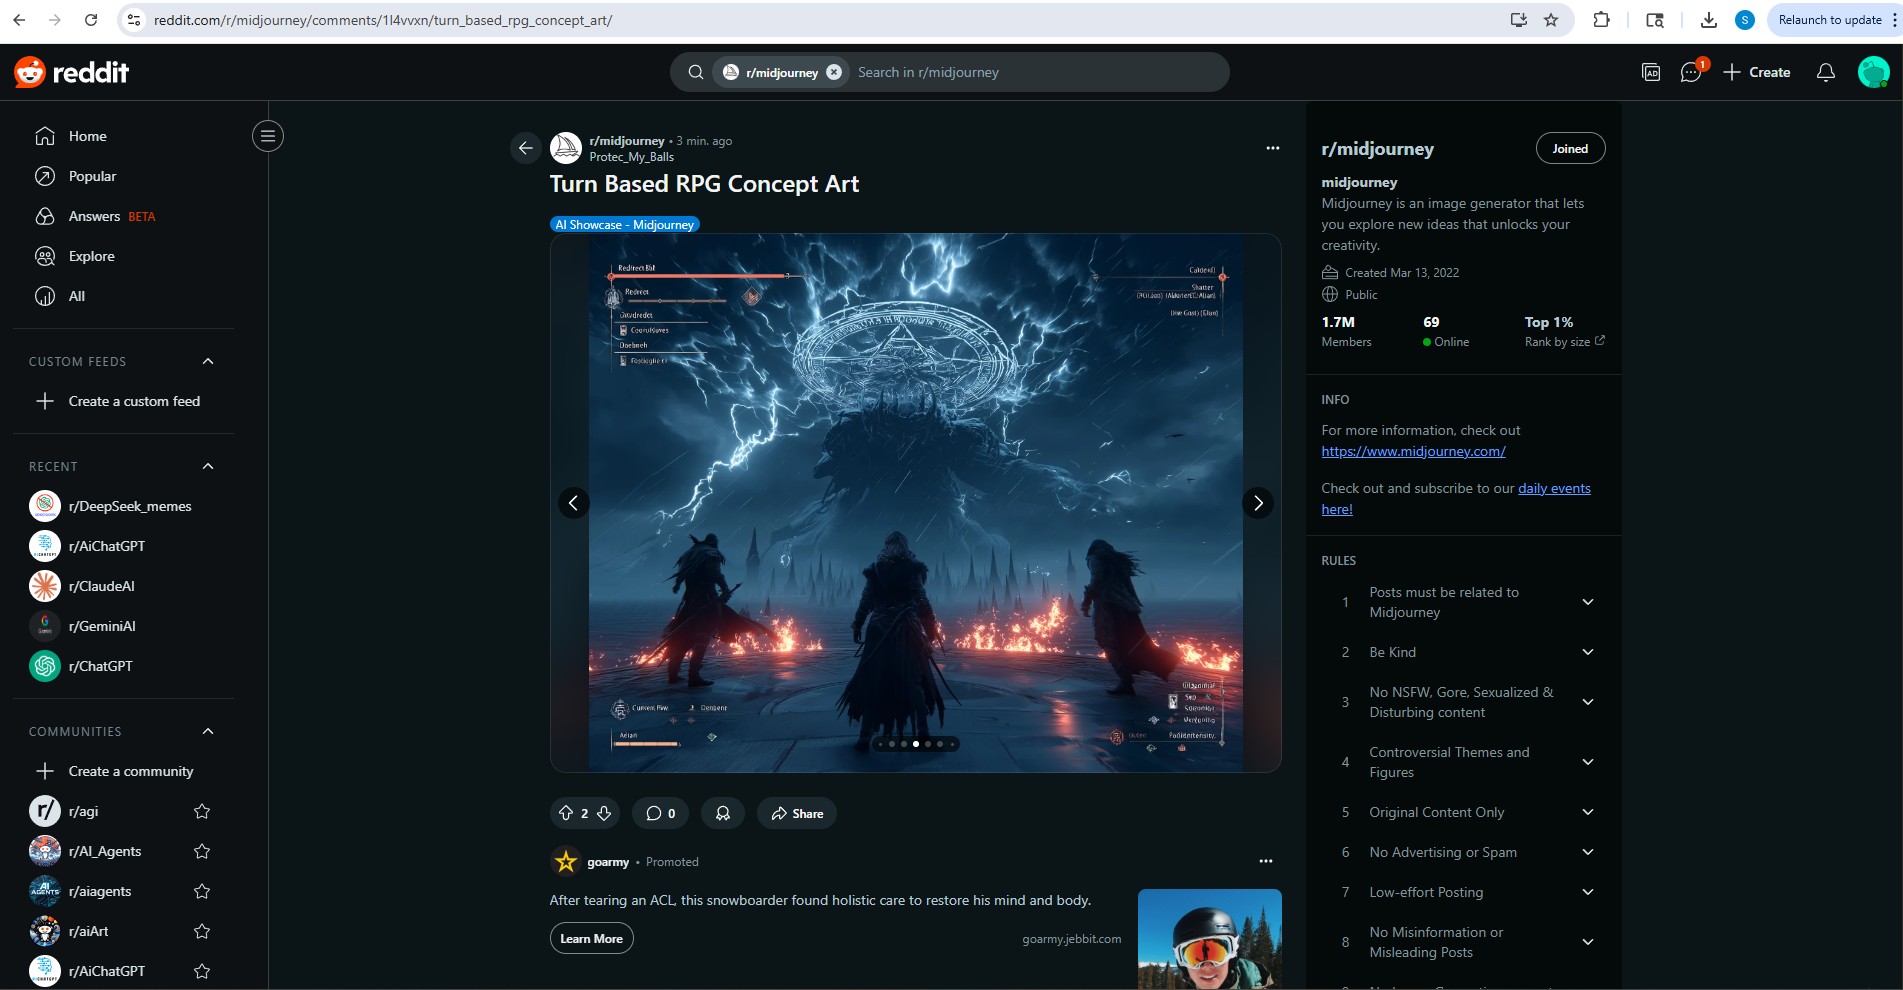 reddit.com/r/midjourney/comments/1l4vvxn/turn_based_rpg_concept_art/
S
Relaunch to update
reddit
r/midjourney
Search in r/midjourney
AD
1
Create
Home
Popular
Answers BETA
Explore
All
CUSTOM FEEDS
Create a custom feed
RECENT
r/DeepSeek_memes
r/AiChatGPT
r/ClaudeAI
r/GeminiAI
r/ChatGPT
COMMUNITIES
Create a community
r/agi
r/AI_Agents
r/aiagents
r/aiArt
r/AiChatGPT
r/midjourney • 3 min. ago
Protec_My_Balls
Turn Based RPG Concept Art
AI Showcase - Midjourney
Redrect
Shatter
Adian
2
0
Share
goarmy • Promoted
After tearing an ACL, this snowboarder found holistic care to restore his mind and body.
Learn More
goarmy.jebbit.com
r/midjourney
Joined
midjourney
Midjourney is an image generator that lets
you explore new ideas that unlocks your
creativity.
Created Mar 13, 2022
Public
1.7M
Members
69
Online
Top 1%
Rank by size
INFO
For more information, check out
https://www.midjourney.com/
Check out and subscribe to our daily events
here!
RULES
1 Posts must be related to
Midjourney
2 Be Kind
3 No NSFW, Gore, Sexualized &
Disturbing content
4 Controversial Themes and
Figures
5 Original Content Only
6 No Advertising or Spam
7 Low-effort Posting
8 No Misinformation or
Misleading Posts